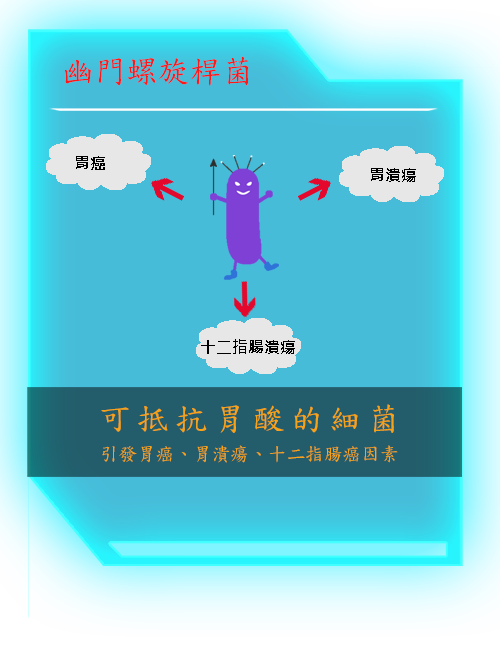 幽門螺旋桿菌
胃癌
胃潰瘍
十二指腸潰瘍
可抵抗胃酸的細菌
引發胃癌、胃潰瘍、十二指腸癌因素